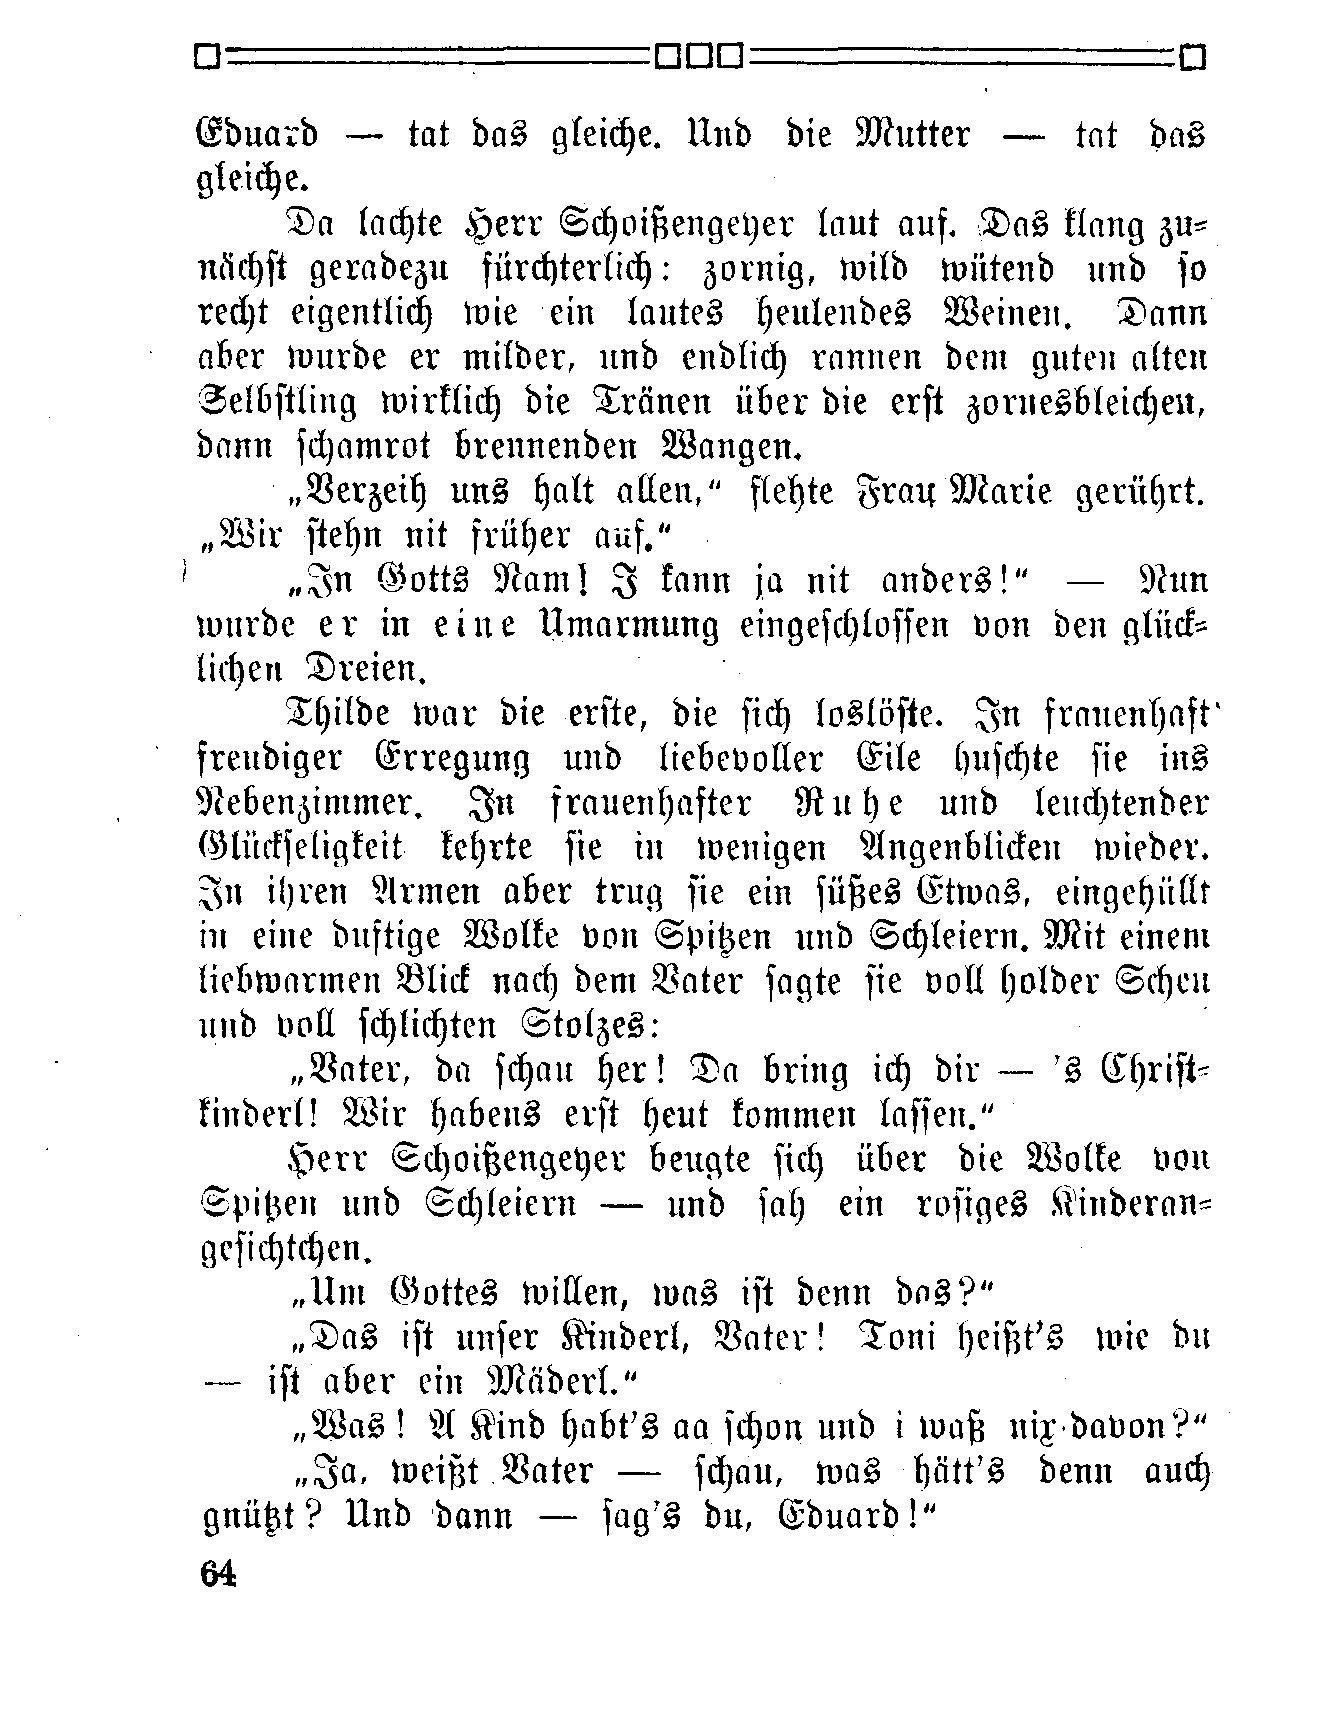 Eduard — tat das gleiche. Und die Mutter — tat das
gleiche.
Da lachte Herr Schoißengeyer laut auf. Das klang zu-
nächst geradezu fürchterlich: zornig, wild wütend und so
recht eigentlich wie ein lautes heulendes Weinen. Dann
aber wurde er milder, und endlich rannen dem guten alten
Selbstling wirklich die Tränen über die erst zornesbleichen,
dann schamrot brennenden Wangen.
„Verzeih uns halt allen,“ flehte Frau Marie gerührt.
„Wir stehn nit früher auf.“
„In Gotts Nam! I kann ja nit anders!“ — Nun
wurde er in eine Umarmung eingeschlossen von den glück-
lichen Dreien.
Thilde war die erste, die sich loslöste. In frauenhaft
freudiger Erregung und liebevoller Eile huschte sie ins
Nebenzimmer. In frauenhafter Ruhe und leuchtender
Glückseligkeit kehrte sie in wenigen Augenblicken wieder.
In ihren Armen aber trug sie ein süßes Etwas, eingehüllt
in eine duftige Wolke von Spitzen und Schleiern. Mit einem
liebwarmen Blick nach dem Vater sagte sie voll holder Scheu
und voll schlichten Stolzes:
„Vater, da schau her! Da bring ich dir — 's Christ-
kinderl! Wir habens erst heut kommen lassen.“
Herr Schoißengeyer beugte sich über die Wolke von
Spitzen und Schleiern — und sah ein rosiges Kinderan-
gesichtchen.
„Um Gottes willen, was ist denn das?“
„Das ist unser Kinderl, Vater! Toni heißt's wie du
— ist aber ein Mäderl.“
„Was! A Kind habt's aa schon und i waß nix davon?“
„Ja, weißt Vater — schau, was hätt's denn auch
gnützt? Und dann — sag's du, Eduard!“
64